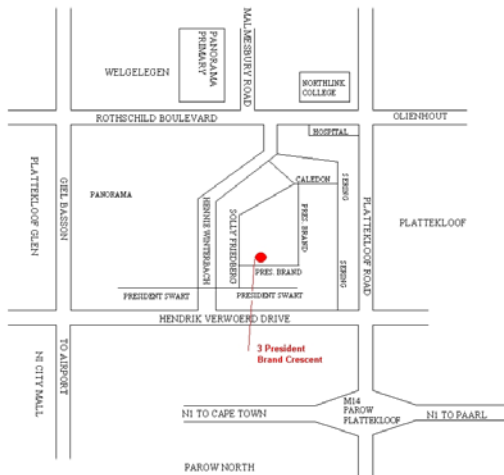 MALMESBURY ROAD
PANORAMA
PRIMARY
WELGELEGEN
NORTHLINK
COLLEGE
ROTHSCHILD BOULEVARD
OLIENHOUT
HOSPITAL
PLATTEKLOOF GLEN
GIEL BASSON
PANORAMA
HENNIE WINTERBACH
SOLLY FRIEDBERG
CALEDON
PRES. BRAND
SERING
PLATTEKLOOF ROAD
PLATTEKLOOF
PRES. BRAND
SERING
PRESIDENT SWART
PRESIDENT SWART
HENDRIK VERWOERD DRIVE
3 President
Brand Crescent
N1 CITY MALL
TO AIRPORT
M14
PAROW
PLATTEKLOOF
N1 TO CAPE TOWN
N1 TO PAARL
PAROW NORTH